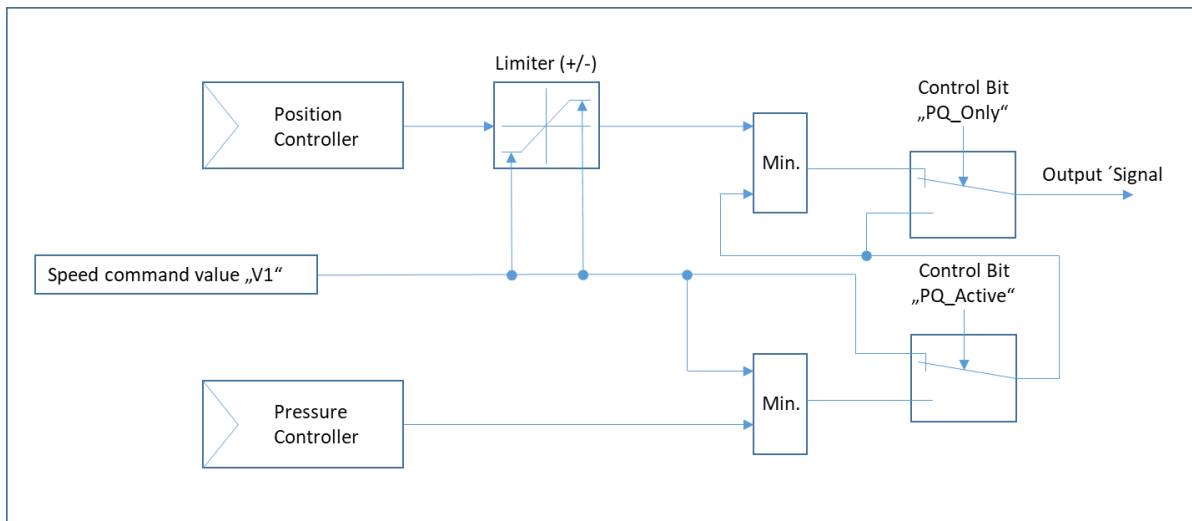 Limiter (+/-)
Position
Controller
Control Bit
„PQ_Only“
Min.
Output ´Signal
Speed command value „V1“
Control Bit
„PQ_Active“
Min.
Pressure
Controller